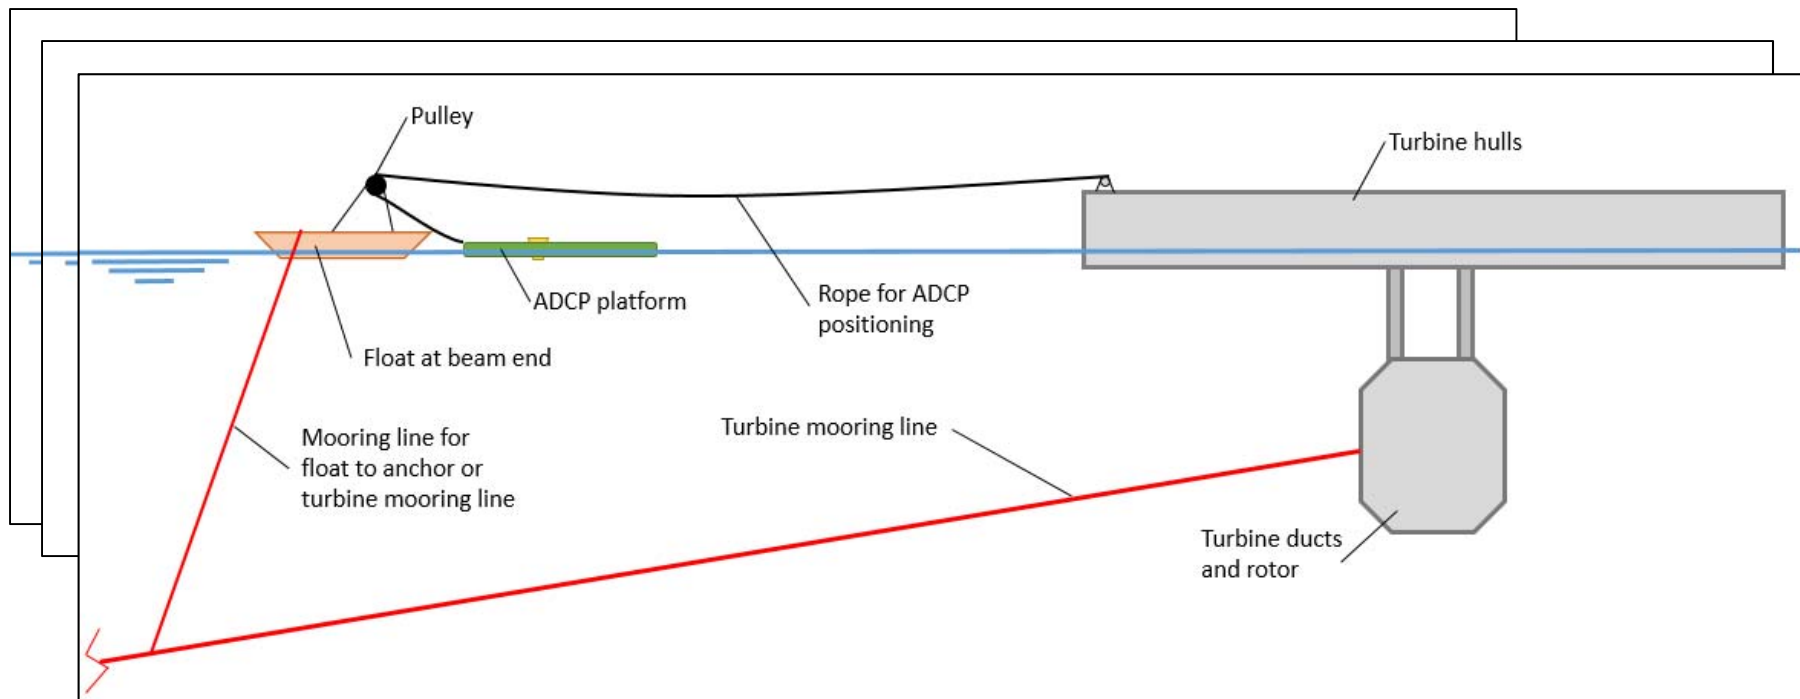 Pulley
Turbine hulls
ADCP platform
Rope for ADCP
positioning
Float at beam end
Mooring line for
float to anchor or
turbine mooring line
Turbine mooring line
Turbine ducts
and rotor